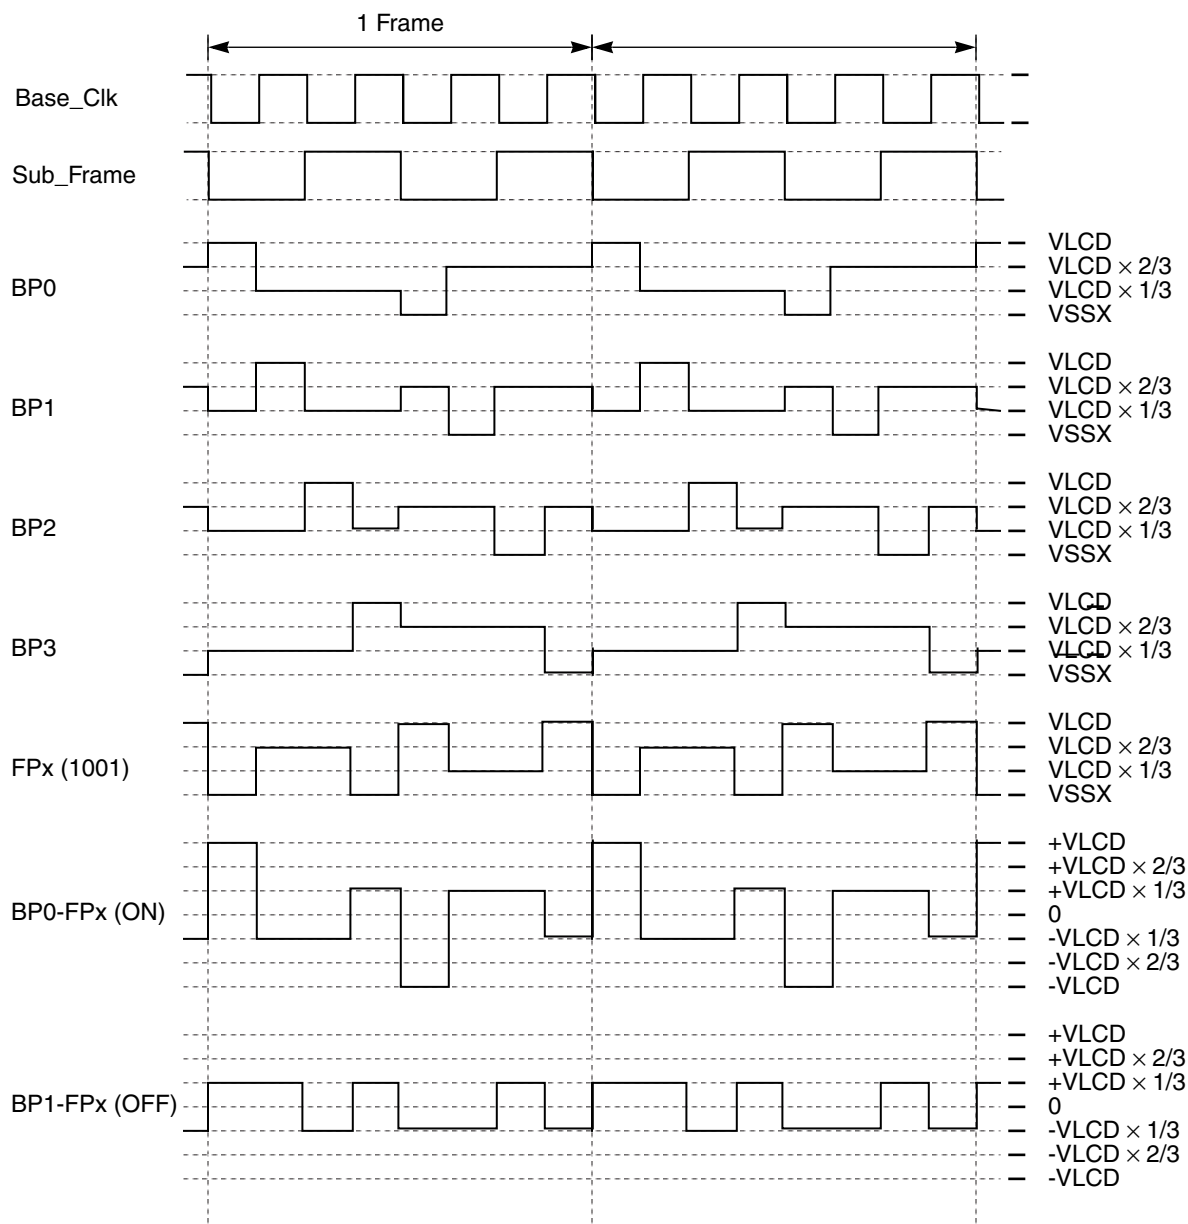 1 Frame
Base_Clk
Sub_Frame
BP0
VLCD
VLCD × 2/3
VLCD × 1/3
VSSX
BP1
VLCD
VLCD × 2/3
VLCD × 1/3
VSSX
BP2
VLCD
VLCD × 2/3
VLCD × 1/3
VSSX
BP3
VLCD
VLCD × 2/3
VLCD × 1/3
VSSX
FPx (1001)
VLCD
VLCD × 2/3
VLCD × 1/3
VSSX
BP0-FPx (ON)
+VLCD
+VLCD × 2/3
+VLCD × 1/3
0
-VLCD × 1/3
-VLCD × 2/3
-VLCD
BP1-FPx (OFF)
+VLCD
+VLCD × 2/3
+VLCD × 1/3
0
-VLCD × 1/3
-VLCD × 2/3
-VLCD